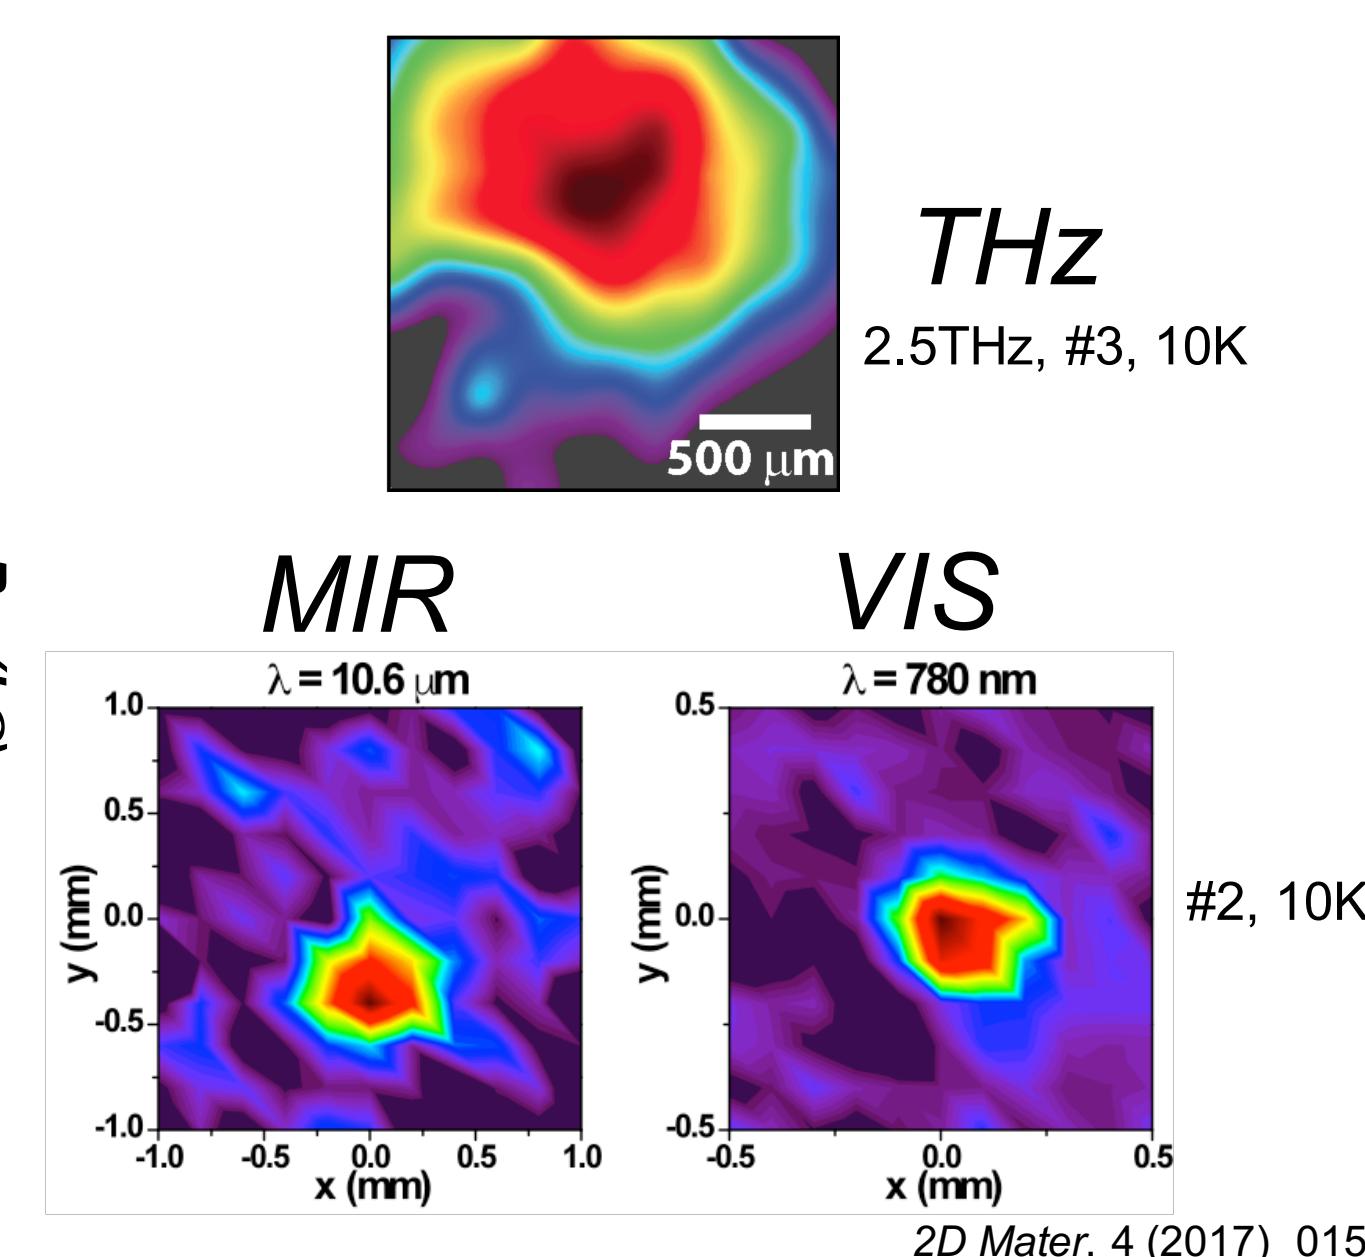 THz
2.5THz, #3, 10K
500 μm
MIR
VIS
λ = 10.6 μm
λ = 780 nm
1.0
0.5
0.0
-0.5
-1.0
y (mm)
-1.0 -0.5 0.0 0.5 1.0
x (mm)
0.5
0.0
-0.5
y (mm)
-0.5 0.0 0.5
x (mm)
#2, 10K
2D Mater. 4 (2017) 015